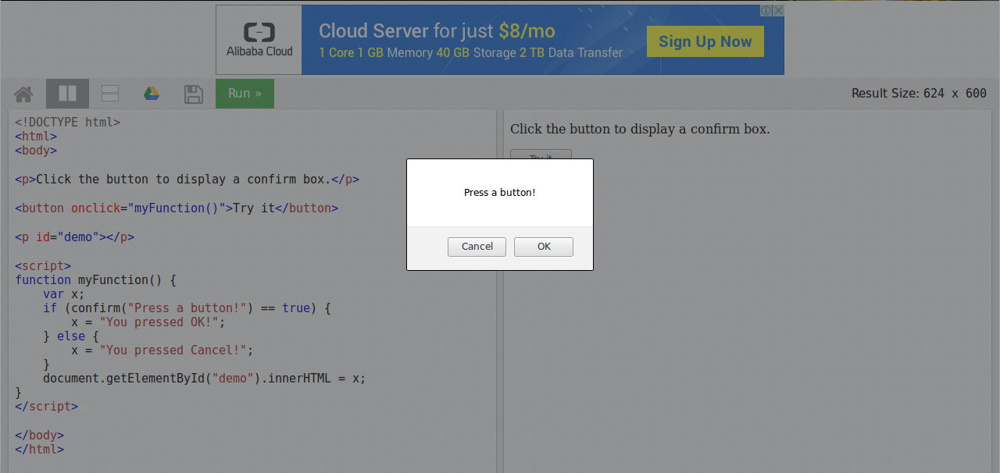 Alibaba Cloud
Cloud Server for just $8/mo
1 Core 1 GB Memory 40 GB Storage 2 TB Data Transfer
Sign Up Now
Run »
Result Size: 624 x 600
<!DOCTYPE html>
<html>
<body>
<p>Click the button to display a confirm box.</p>
<button onclick="myFunction()">Try it</button>
<p id="demo"></p>
<script>
function myFunction() {
    var x;
    if (confirm("Press a button!") == true) {
        x = "You pressed OK!";
    } else {
        x = "You pressed Cancel!";
    }
    document.getElementById("demo").innerHTML = x;
}
</script>
</body>
</html>
Click the button to display a confirm box.
Try it
Press a button!
Cancel
OK